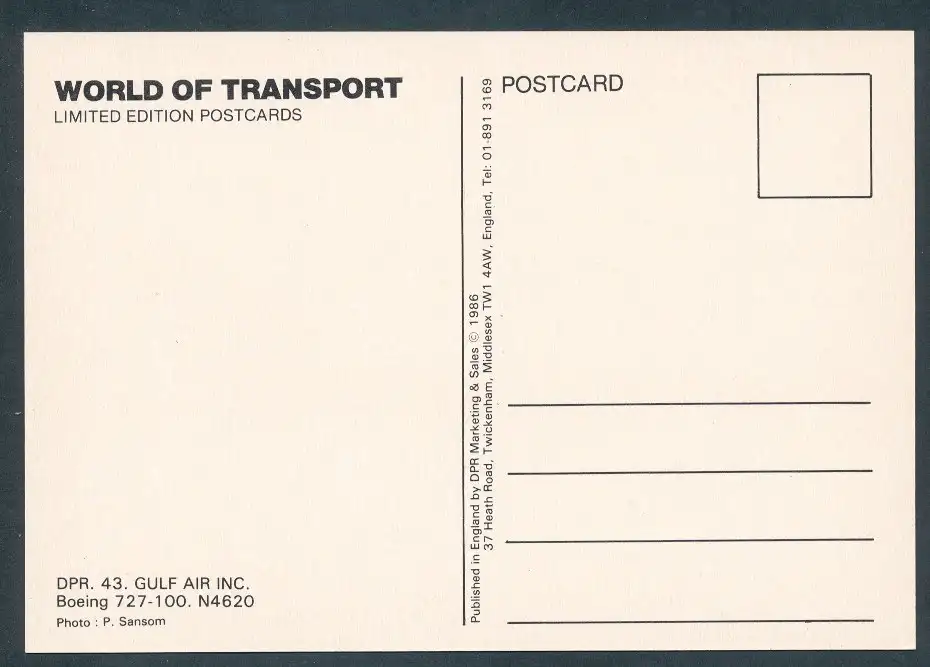 WORLD OF TRANSPORT
LIMITED EDITION POSTCARDS
DPR. 43. GULF AIR INC.
Boeing 727-100. N4620
Photo : P. Sansom
Published in England by DPR Marketing & Sales © 1986
37 Heath Road, Twickenham, Middlesex TW1 4AW, England, Tel: 01-891 3169
POSTCARD